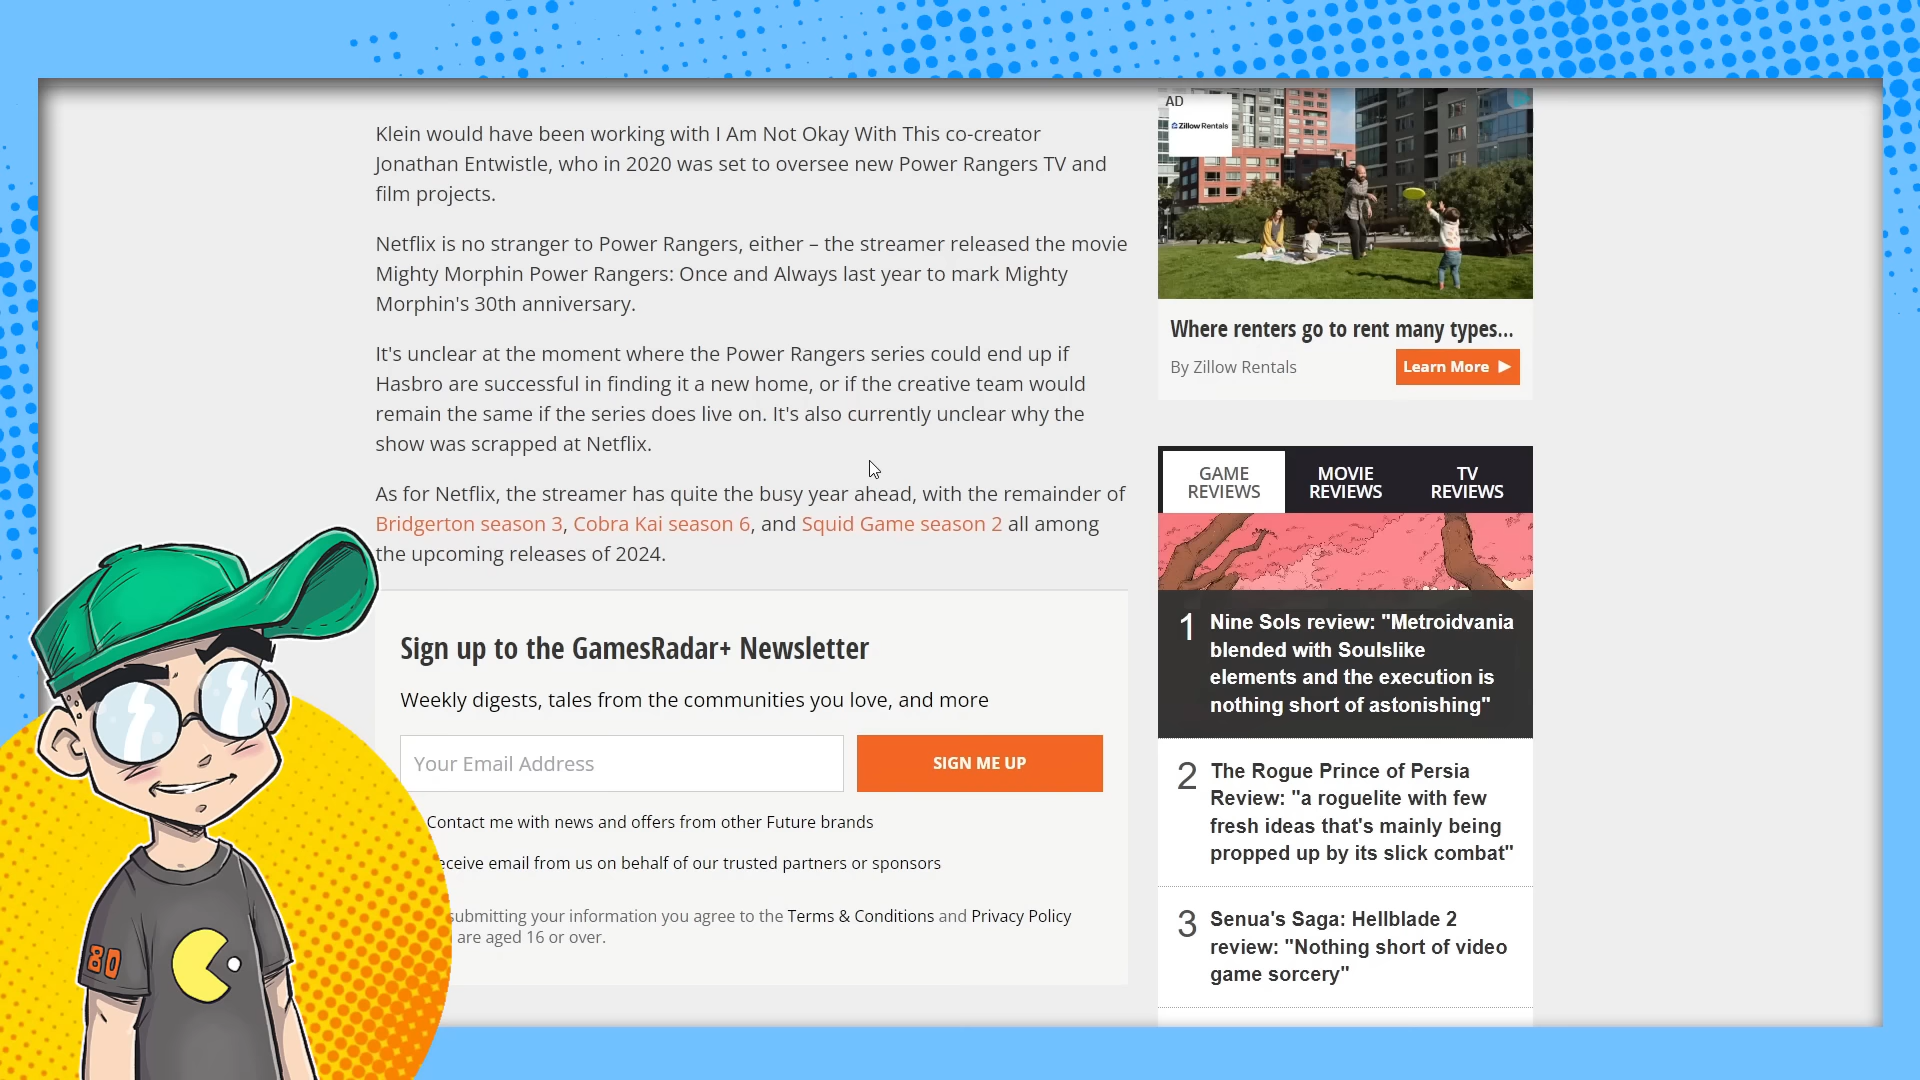 Klein would have been working with I Am Not Okay With This co-creator
Jonathan Entwistle, who in 2020 was set to oversee new Power Rangers TV and
film projects.
Netflix is no stranger to Power Rangers, either – the streamer released the movie
Mighty Morphin Power Rangers: Once and Always last year to mark Mighty
Morphin's 30th anniversary.
It's unclear at the moment where the Power Rangers series could end up if
Hasbro are successful in finding it a new home, or if the creative team would
remain the same if the series does live on. It's also currently unclear why the
show was scrapped at Netflix.
As for Netflix, the streamer has quite the busy year ahead, with the remainder of
Bridgerton season 3, Cobra Kai season 6, and Squid Game season 2 all among
the upcoming releases of 2024.
Sign up to the GamesRadar+ Newsletter
Weekly digests, tales from the communities you love, and more
Your Email Address
SIGN ME UP
Contact me with news and offers from other Future brands
eceive email from us on behalf of our trusted partners or sponsors
submitting your information you agree to the Terms & Conditions and Privacy Policy
are aged 16 or over.
80
AD
Zillow Rentals
Where renters go to rent many types...
By Zillow Rentals
Learn More
GAME REVIEWS
MOVIE REVIEWS
TV REVIEWS
1 Nine Sols review: "Metroidvania
blended with Soulslike
elements and the execution is
nothing short of astonishing"
2 The Rogue Prince of Persia
Review: "a roguelite with few
fresh ideas that's mainly being
propped up by its slick combat"
3 Senua's Saga: Hellblade 2
review: "Nothing short of video
game sorcery"